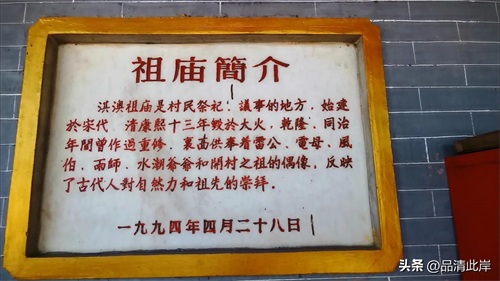 祖庙簡介
淇澳祖庙是村民祭祀、議事的地方，始建
於宋代、清康熙十三年毁於大火，乾隆、同治
年間曾作過重修，裏面供奉着雷公、電母、風
伯、雨師、水潮爺爷和開村之祖的偶像，反映
了古代人對自然力和祖先的崇拜。
一九九四年四月二十八日
头条 @品清此岸